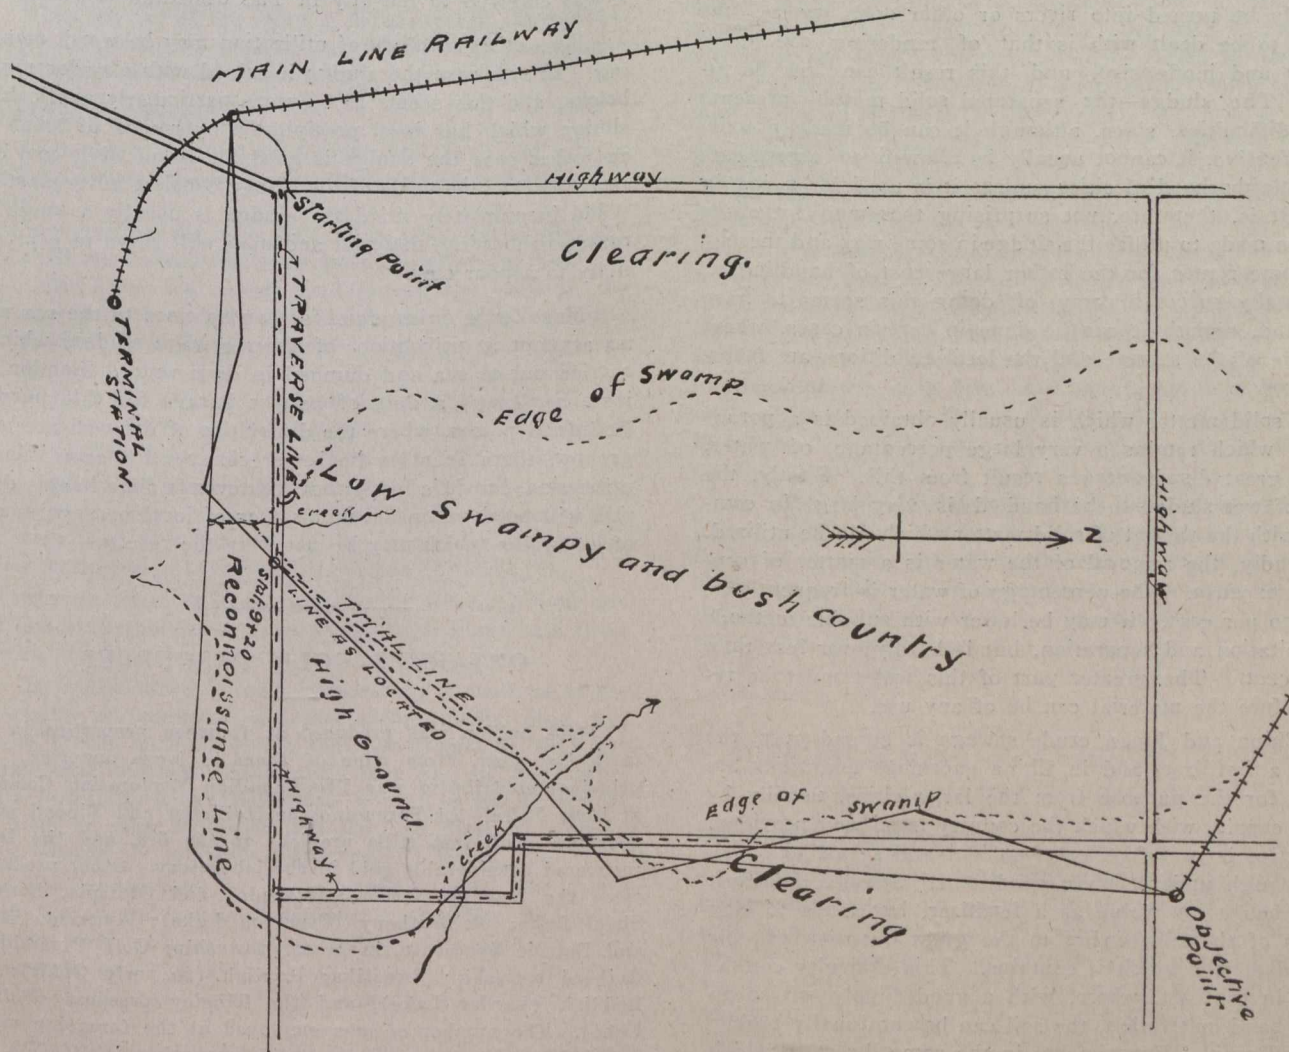 MAIN LINE RAILWAY
Highway
Starting Point
Clearing.
TERMINAL
STATION.
TRAVERSE LINE
Edge of Swamp
Low Swampy and bush country
creek
N
Highway
Stat. 9+20
TRIAL LINE
LINE AS LOCATED
Reconnoissance Line
High Ground.
Highway
creek
Edge of Swamp
Clearing
Objective
Point.